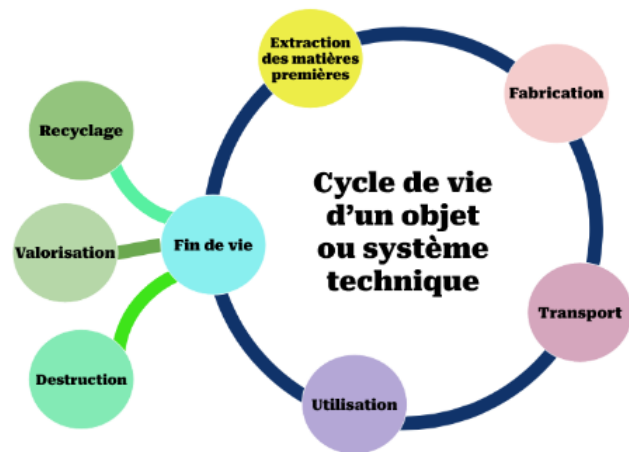 Extraction
des matières
premières
Fabrication
Recyclage
Cycle de vie
d'un objet
ou système
technique
Valorisation
Fin de vie
Transport
Destruction
Utilisation